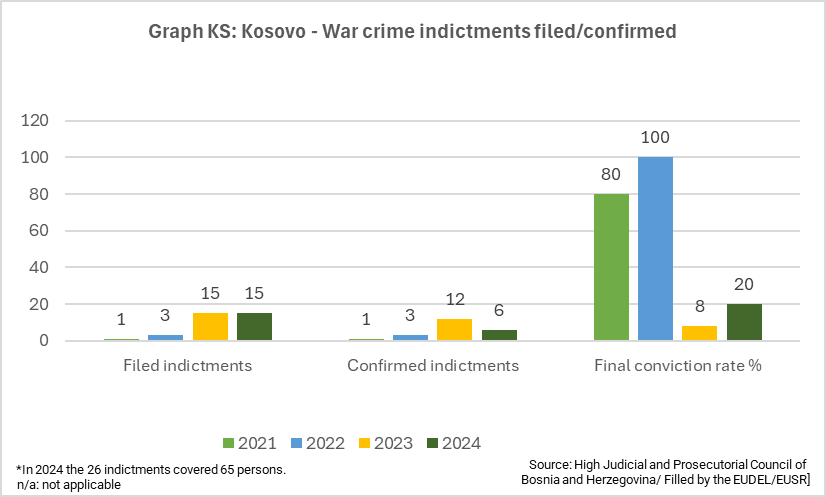 Graph KS: Kosovo - War crime indictments filed/confirmed
120
100
80
60
40
20
0
1
3
15
15
1
3
12
6
80
100
8
20
Filed indictments
Confirmed indictments
Final conviction rate %
2021
2022
2023
2024
*In 2024 the 26 indictments covered 65 persons.
n/a: not applicable
Source: High Judicial and Prosecutorial Council of
Bosnia and Herzegovina/ Filled by the EUDEL/EUSR]